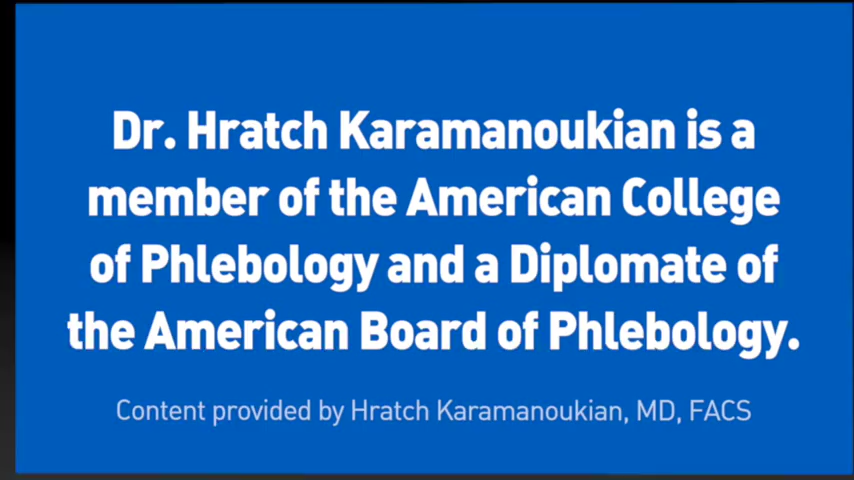 Dr. Hratch Karamanoukian is a
member of the American College
of Phlebology and a Diplomate of
the American Board of Phlebology.
Content provided by Hratch Karamanoukian, MD, FACS